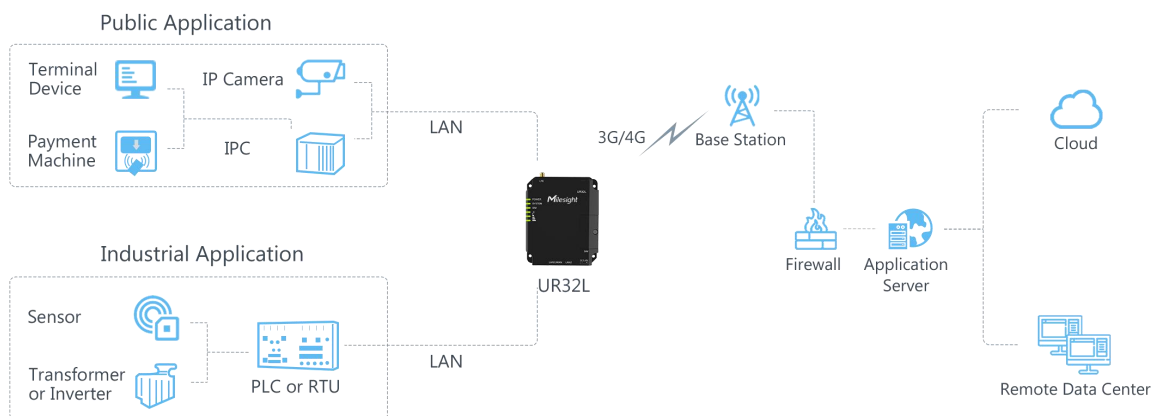 Public Application
Terminal
Device
IP Camera
Payment
Machine
IPC
LAN
3G/4G
Base Station
Cloud
Milesight
UR32L
Firewall
Application
Server
Industrial Application
Sensor
Transformer
or Inverter
PLC or RTU
LAN
Remote Data Center